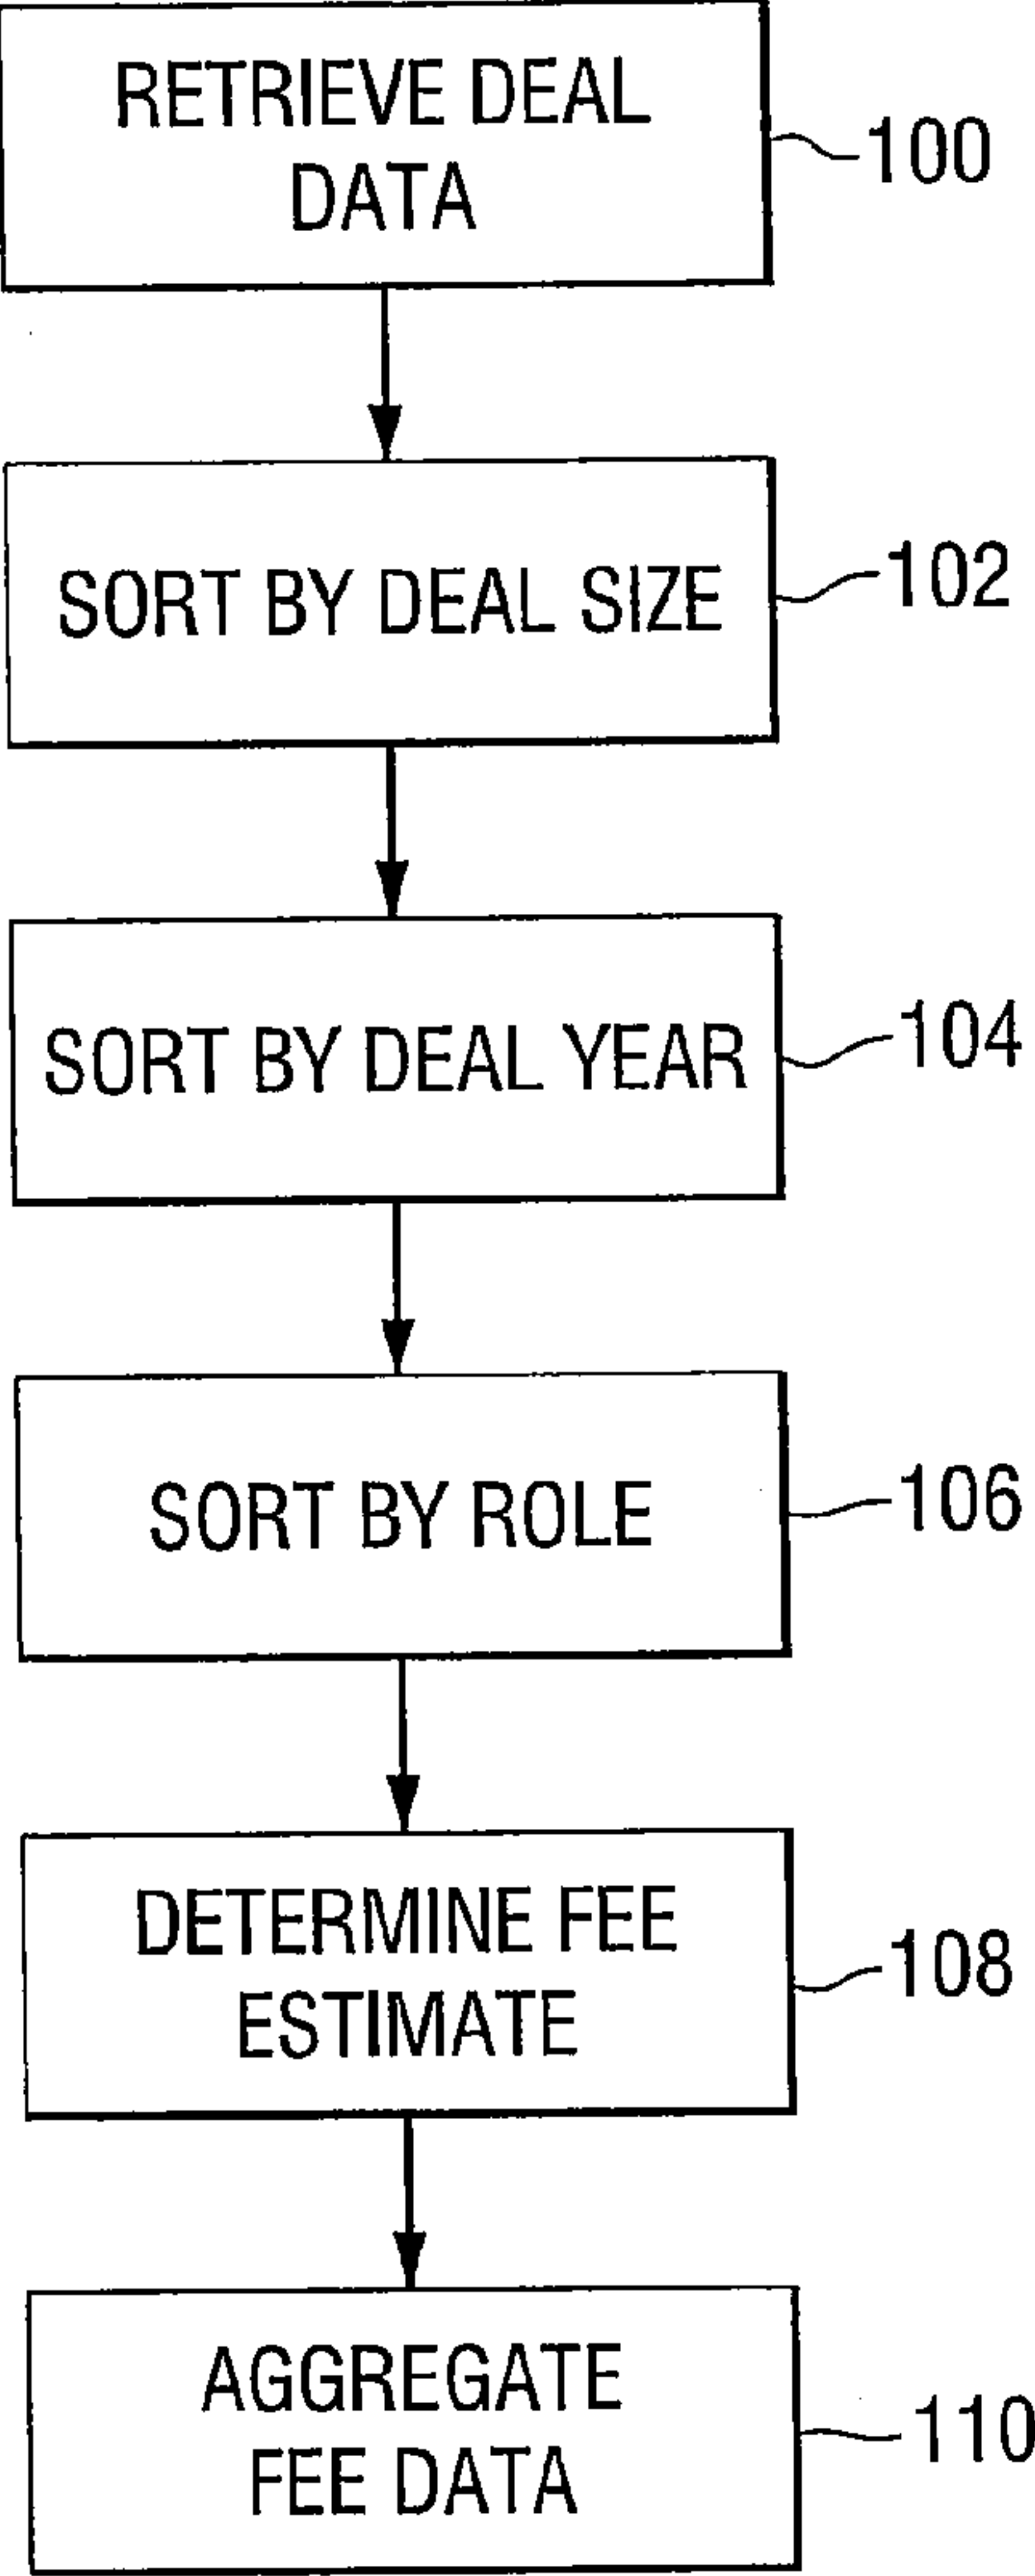 RETRIEVE DEAL
DATA
100
SORT BY DEAL SIZE
102
SORT BY DEAL YEAR
104
SORT BY ROLE
106
DETERMINE FEE
ESTIMATE
108
AGGREGATE
FEE DATA
110